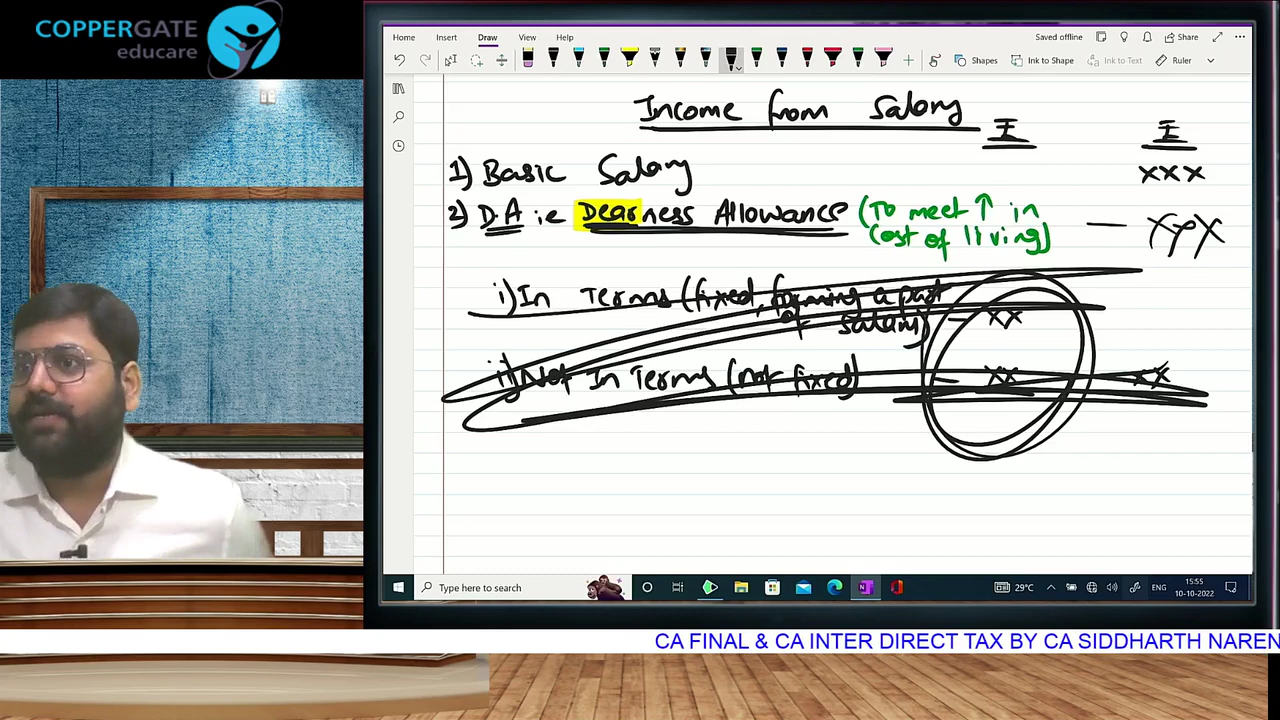 COPPERGATE
educare
Home Insert Draw View Help
Saved offline Share
Shapes Ink to Shape Ink to Text Ink to Math Ruler
Income from Salary
₹ ₹
1) Basic Salary XXX
2) D.A ie Dearness Allowance (To meet ↑ in
cost of living) — XXX
i) In Terms (fixed, forming a part
of salary) — XX
ii) Not In Terms (not fixed) — XX XX
Type here to search
29°C ENG 15:55
10-10-2022
CA FINAL & CA INTER DIRECT TAX BY CA SIDDHARTH NAREN